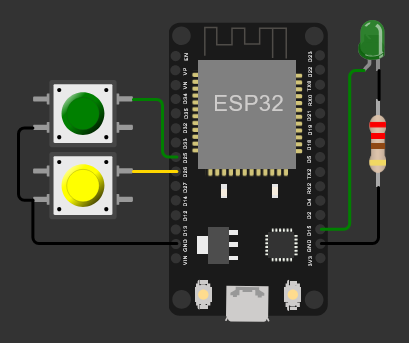 EN
VP
VN
D34
D35
D32
D33
D25
D26
D27
D14
D12
D13
GND
VIN
ESP32
D23
D22
TX0
RX0
D21
D19
D18
D5
TX2
RX2
D4
D2
D15
GND
3V3